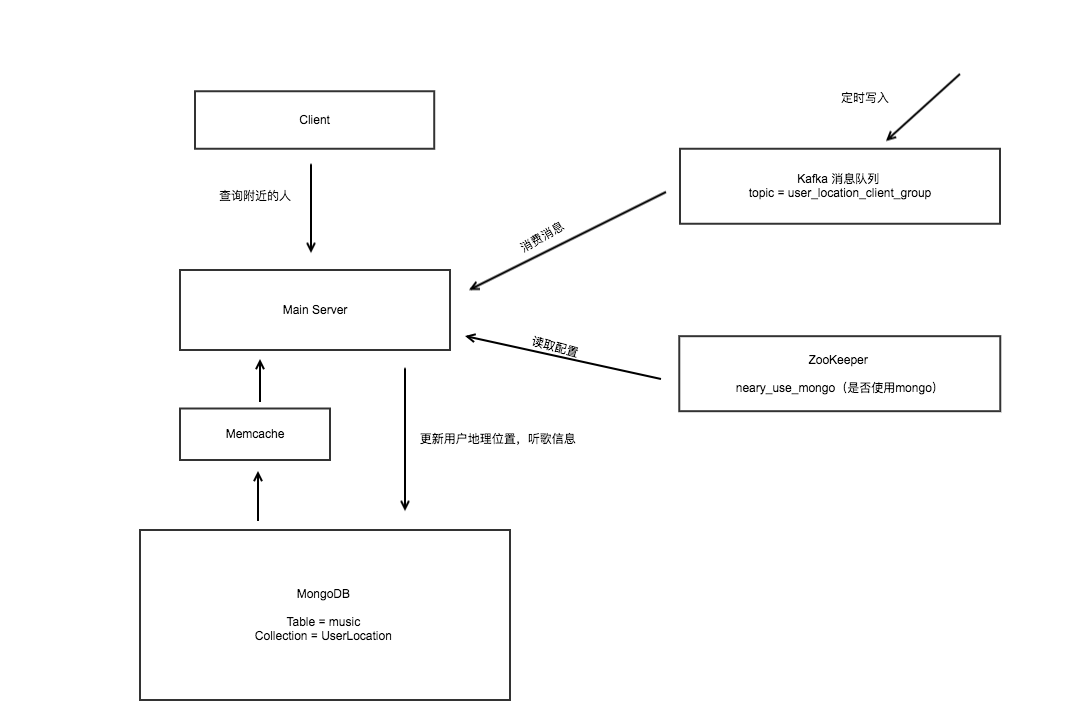 定时写入
Client
Kafka 消息队列
topic = user_location_client_group
查询附近的人
消费消息
Main Server
读取配置
ZooKeeper
neary_use_mongo（是否使用mongo）
Memcache
更新用户地理位置，听歌信息
MongoDB
Table = music
Collection = UserLocation